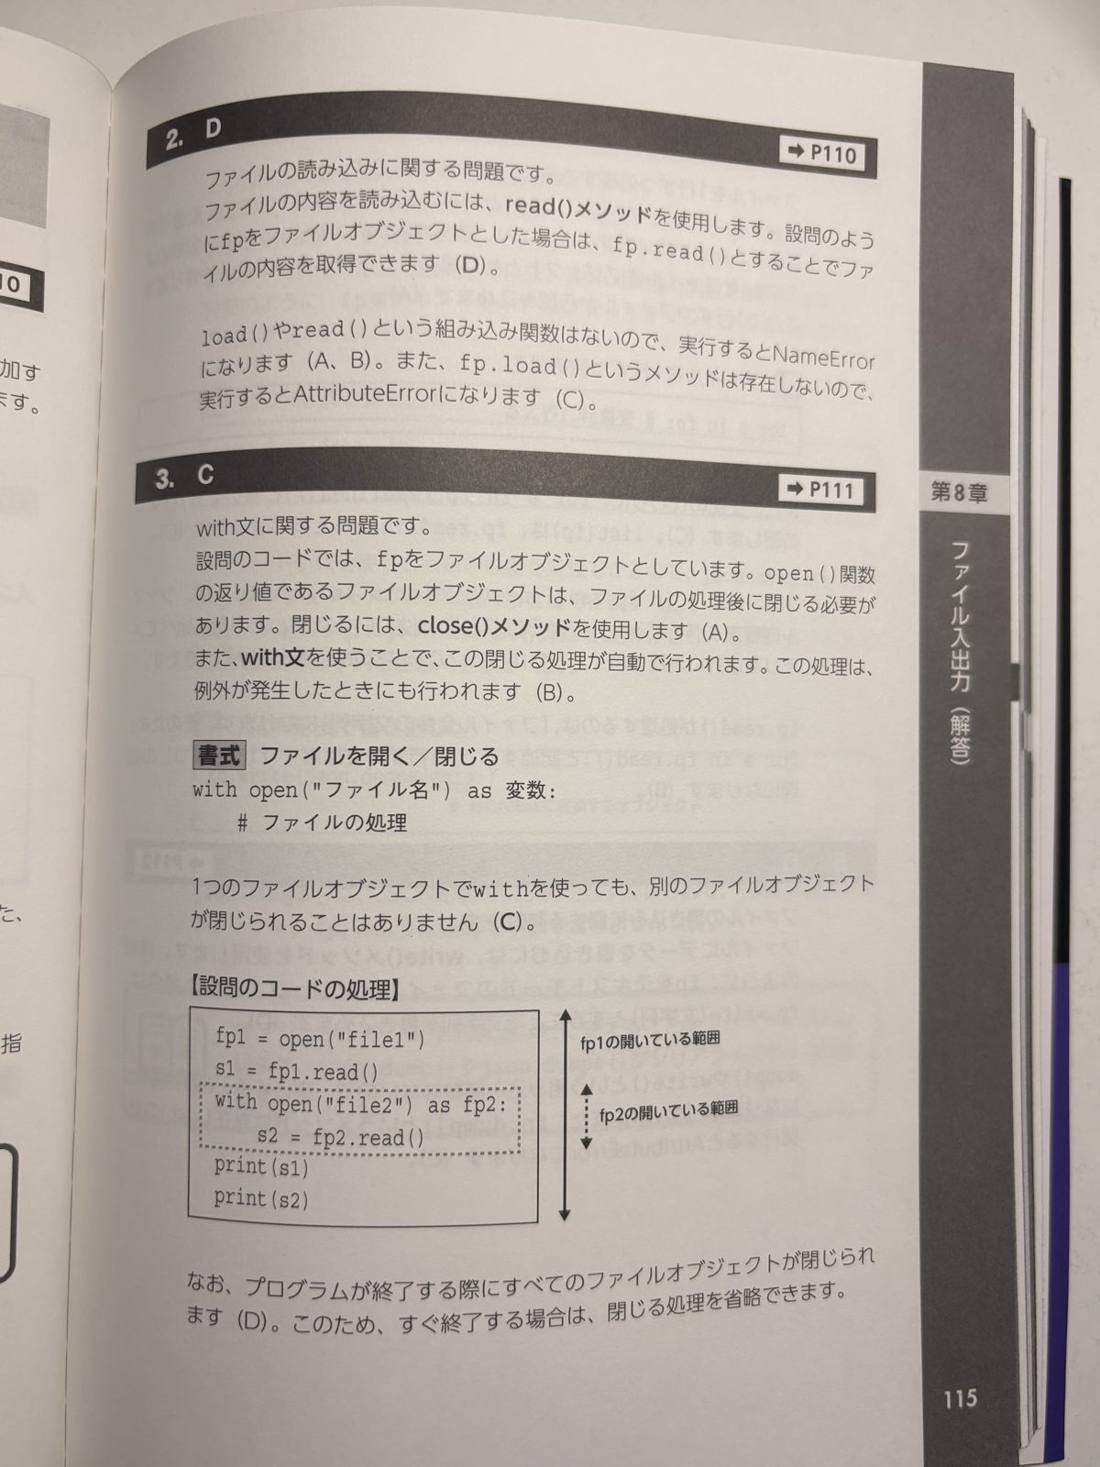 10
加す
ます。
た、
指
2. D
➡ P110
ファイルの読み込みに関する問題です。
ファイルの内容を読み込むには、read()メソッドを使用します。設問のよう
にfpをファイルオブジェクトとした場合は、fp.read()とすることでファ
イルの内容を取得できます（D）。
load()やread()という組み込み関数はないので、実行するとNameError
になります（A、B）。また、fp.load()というメソッドは存在しないので、
実行するとAttributeErrorになります（C）。
3. C
➡ P111
with文に関する問題です。
設問のコードでは、fpをファイルオブジェクトとしています。open()関数
の返り値であるファイルオブジェクトは、ファイルの処理後に閉じる必要が
あります。閉じるには、close()メソッドを使用します（A）。
また、with文を使うことで、この閉じる処理が自動で行われます。この処理は、
例外が発生したときにも行われます（B）。
書式 ファイルを開く／閉じる
with open("ファイル名") as 変数:
    # ファイルの処理
1つのファイルオブジェクトでwithを使っても、別のファイルオブジェクト
が閉じられることはありません（C）。
【設問のコードの処理】
fp1 = open("file1")
s1 = fp1.read()
with open("file2") as fp2:
    s2 = fp2.read()
print(s1)
print(s2)
fp1の開いている範囲
fp2の開いている範囲
なお、プログラムが終了する際にすべてのファイルオブジェクトが閉じられ
ます（D）。このため、すぐ終了する場合は、閉じる処理を省略できます。
第8章
ファイル入出力（解答）
115